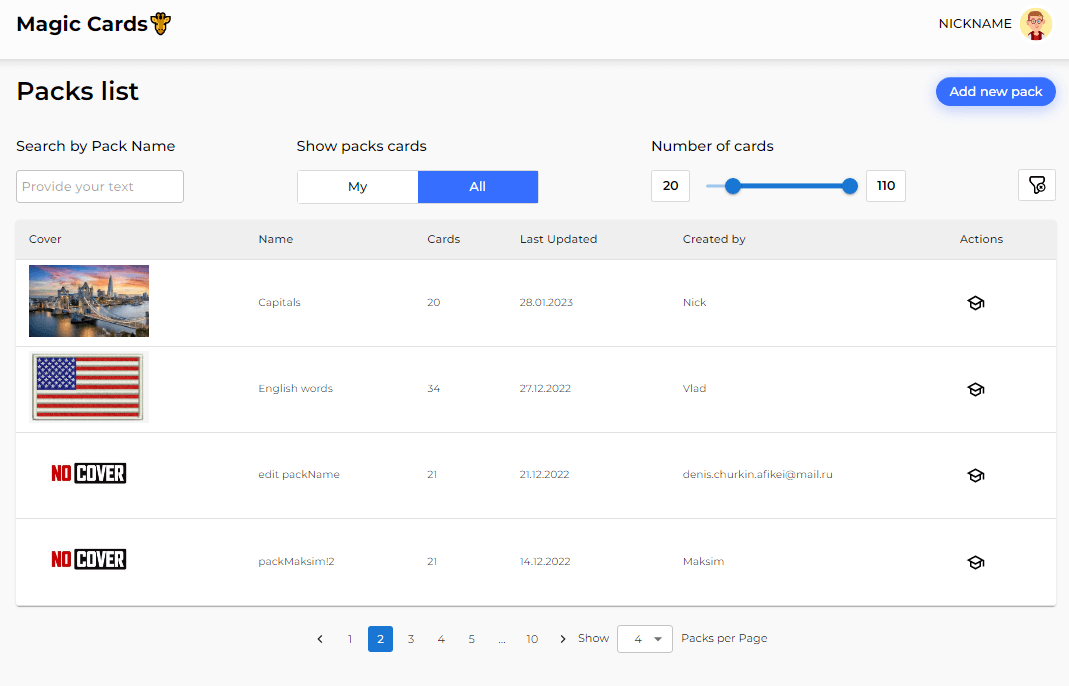 Magic Cards
NICKNAME
Packs list
Add new pack
Search by Pack Name
Show packs cards
Number of cards
Provide your text
My
All
20
110
Cover Name Cards Last Updated Created by Actions
Capitals 20 28.01.2023 Nick
English words 34 27.12.2022 Vlad
NO COVER edit packName 21 21.12.2022 denis.churkin.afikei@mail.ru
NO COVER packMaksim!2 21 14.12.2022 Maksim
1 2 3 4 5 ... 10 Show 4 Packs per Page